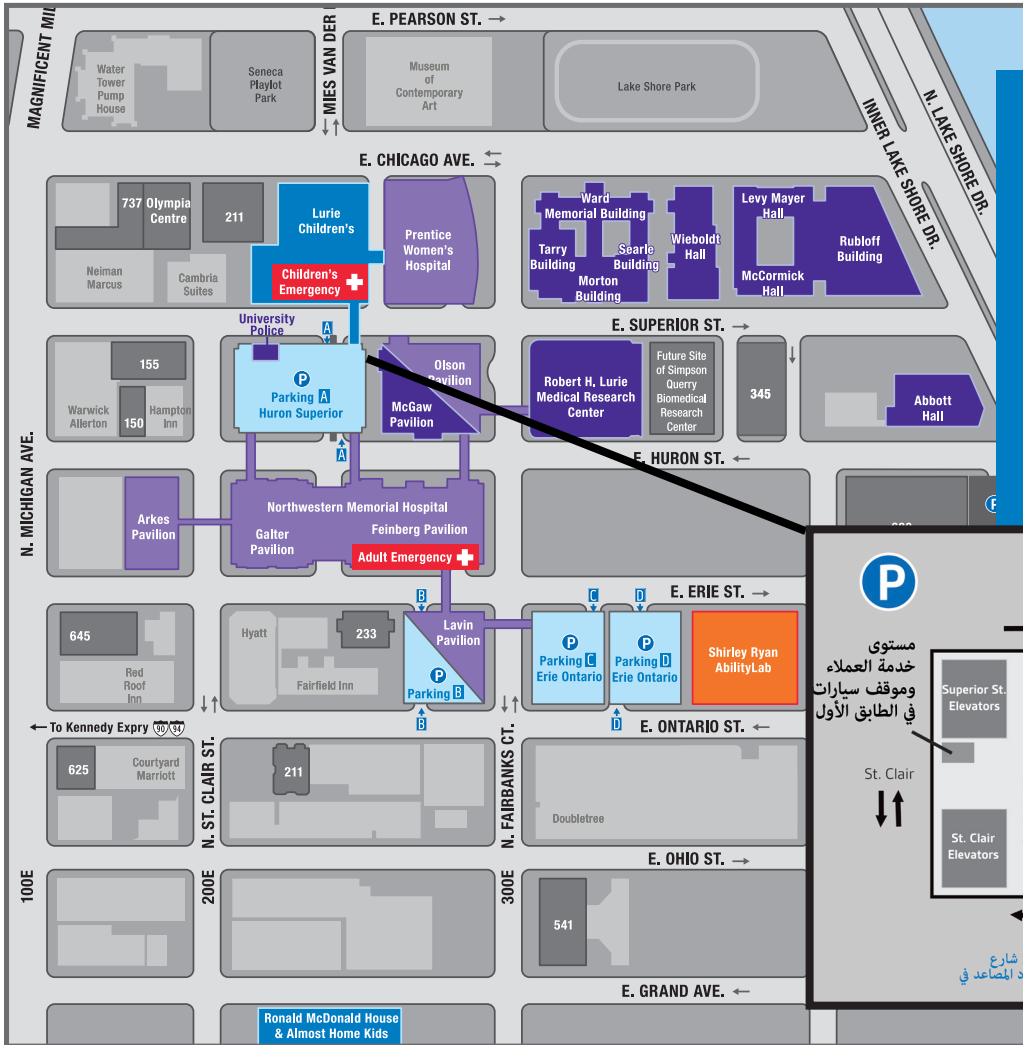 E. PEARSON ST. →
MAGNIFICENT MIL
MIES VAN DER
Water
Tower
Pump
House
Seneca
Playlot
Park
Museum
of
Contemporary
Art
Lake Shore Park
INNER LAKE SHORE DR.
N. LAKE SHORE DR.
E. CHICAGO AVE.
737
Olympia
Centre
211
Lurie
Children's
Prentice
Women's
Hospital
Neiman
Marcus
Cambria
Suites
Children's
Emergency
Ward
Memorial Building
Tarry
Building
Searle
Building
Morton
Building
Wieboldt
Hall
Levy Mayer
Hall
McCormick
Hall
Rubloff
Building
University
Police
A
E. SUPERIOR ST. →
155
Warwick
Allerton
150
Hampton
Inn
P
Parking A
Huron Superior
A
Olson
Pavilion
McGaw
Pavilion
Robert H, Lurie
Medical Research
Center
Future Site
of Simpson
Querry
Biomedical
Research
Center
345
Abbott
Hall
E. HURON ST. ←
N. MICHIGAN AVE.
Arkes
Pavilion
Northwestern Memorial Hospital
Galter
Pavilion
Feinberg Pavilion
Adult Emergency
P
E. ERIE ST. →
645
Red
Roof
Inn
Hyatt
233
Fairfield Inn
B
Lavin
Pavilion
P
Parking B
B
C
P
Parking C
Erie Ontario
D
P
Parking D
Erie Ontario
D
Shirley Ryan
AbilityLab
← To Kennedy Expry 90 94
E. ONTARIO ST. ←
N. ST. CLAIR ST.
N. FAIRBANKS CT.
625
Courtyard
Marriott
211
Doubletree
E. OHIO ST. →
100E
200E
300E
541
E. GRAND AVE. ←
Ronald McDonald House
& Almost Home Kids
P
مستوى
خدمة العملاء
وموقف سيارات
في الطابق الأول
Superior St.
Elevators
St. Clair
St. Clair
Elevators
شارع
المصاعد في